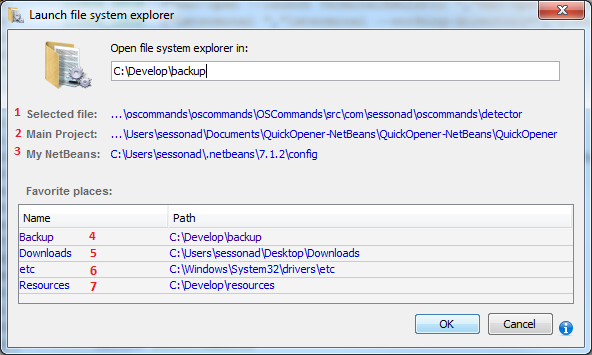 Launch file system explorer
Open file system explorer in:
C:\Develop\backup
1 Selected file: ...\oscommands\oscommands\OSCommands\src\com\sessonad\oscommands\detector
2 Main Project: ...\Users\sessonad\Documents\QuickOpener-NetBeans\QuickOpener-NetBeans\QuickOpener
3 My NetBeans: C:\Users\sessonad\.netbeans\7.1.2\config
Favorite places:
Name Path
Backup 4 C:\Develop\backup
Downloads 5 C:\Users\sessonad\Desktop\Downloads
etc 6 C:\Windows\System32\drivers\etc
Resources 7 C:\Develop\resources
OK Cancel